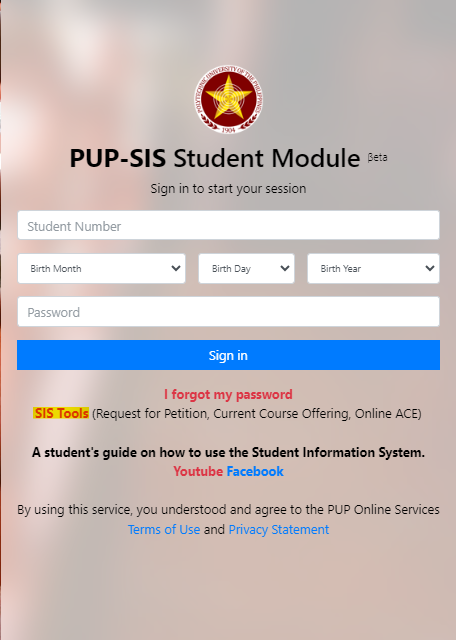 POLYTECHNIC UNIVERSITY OF THE PHILIPPINES
1904
PUP-SIS Student Module βeta
Sign in to start your session
Student Number
Birth Month Birth Day Birth Year
Password
Sign in
I forgot my password
SIS Tools (Request for Petition, Current Course Offering, Online ACE)
A student's guide on how to use the Student Information System.
Youtube Facebook
By using this service, you understood and agree to the PUP Online Services
Terms of Use and Privacy Statement